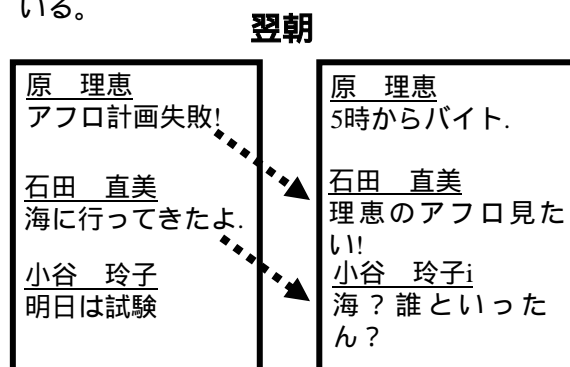 いる。
翌朝
原　理恵
アフロ計画失敗!
石田　直美
海に行ってきたよ.
小谷　玲子
明日は試験
原　理恵
5時からバイト.
石田　直美
理恵のアフロ見た
い!
小谷　玲子i
海？誰といった
ん？